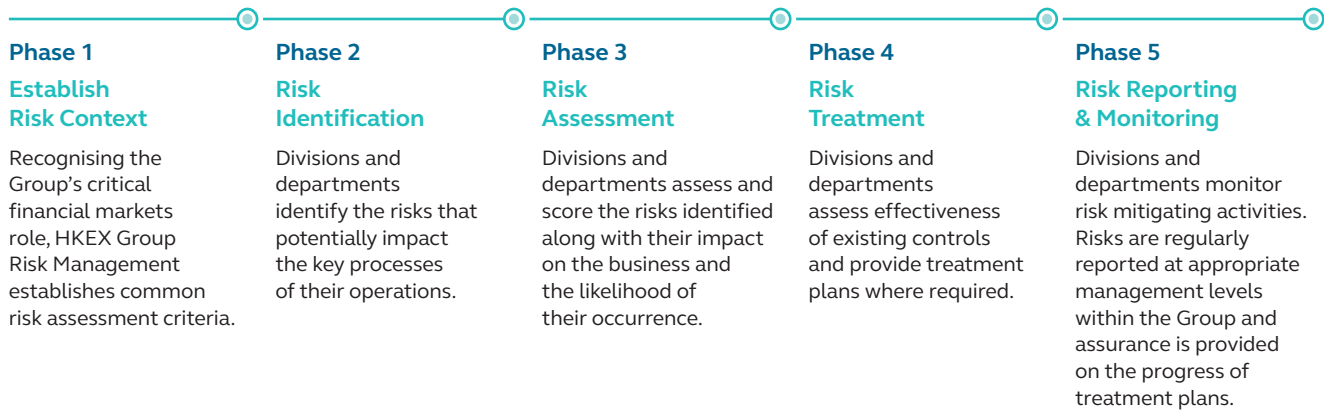 Phase 1
Establish
Risk Context
Recognising the
Group's critical
financial markets
role, HKEX Group
Risk Management
establishes common
risk assessment criteria.
Phase 2
Risk
Identification
Divisions and
departments
identify the risks that
potentially impact
the key processes
of their operations.
Phase 3
Risk
Assessment
Divisions and
departments assess and
score the risks identified
along with their impact
on the business and
the likelihood of
their occurrence.
Phase 4
Risk
Treatment
Divisions and
departments
assess effectiveness
of existing controls
and provide treatment
plans where required.
Phase 5
Risk Reporting
& Monitoring
Divisions and
departments monitor
risk mitigating activities.
Risks are regularly
reported at appropriate
management levels
within the Group and
assurance is provided
on the progress of
treatment plans.